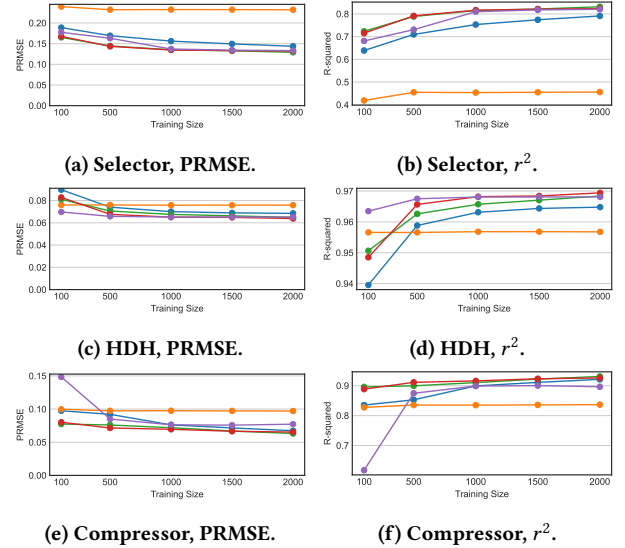 PRMSE
0.20
0.15
0.10
0.05
0.00
100 500 1000 1500 2000
Training Size
(a) Selector, PRMSE.
R-squared
0.8
0.7
0.6
0.5
0.4
100 500 1000 1500 2000
Training Size
(b) Selector, r².
PRMSE
0.08
0.06
0.04
0.02
0.00
100 500 1000 1500 2000
Training Size
(c) HDH, PRMSE.
R-squared
0.97
0.96
0.95
0.94
100 500 1000 1500 2000
Training Size
(d) HDH, r².
PRMSE
0.15
0.10
0.05
0.00
100 500 1000 1500 2000
Training Size
(e) Compressor, PRMSE.
R-squared
0.9
0.8
0.7
100 500 1000 1500 2000
Training Size
(f) Compressor, r².